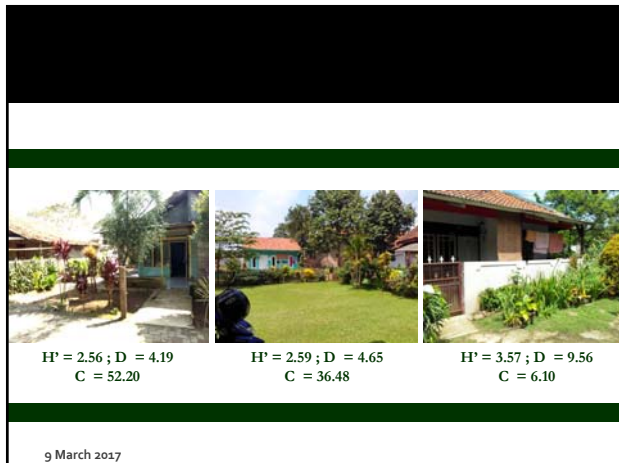 H' = 2.56 ; D = 4.19
C = 52.20
H' = 2.59 ; D = 4.65
C = 36.48
H' = 3.57 ; D = 9.56
C = 6.10
9 March 2017